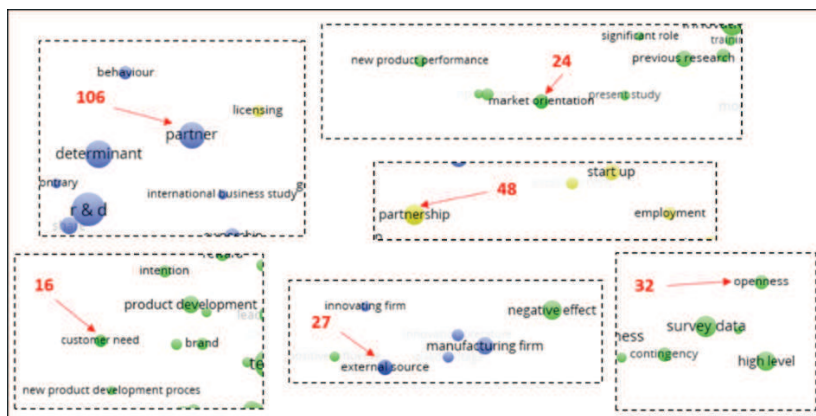 behaviour
106
licensing
partner
determinant
ontrary
international business study
r & d
significant role
24
new product performance
previous research
market orientation
present study
start up
48
partnership
employment
16
intention
product development
customer need
brand
new product development proces
innovating firm
27
negative effect
manufacturing firm
external source
32
openness
survey data
ness
contingency
high level